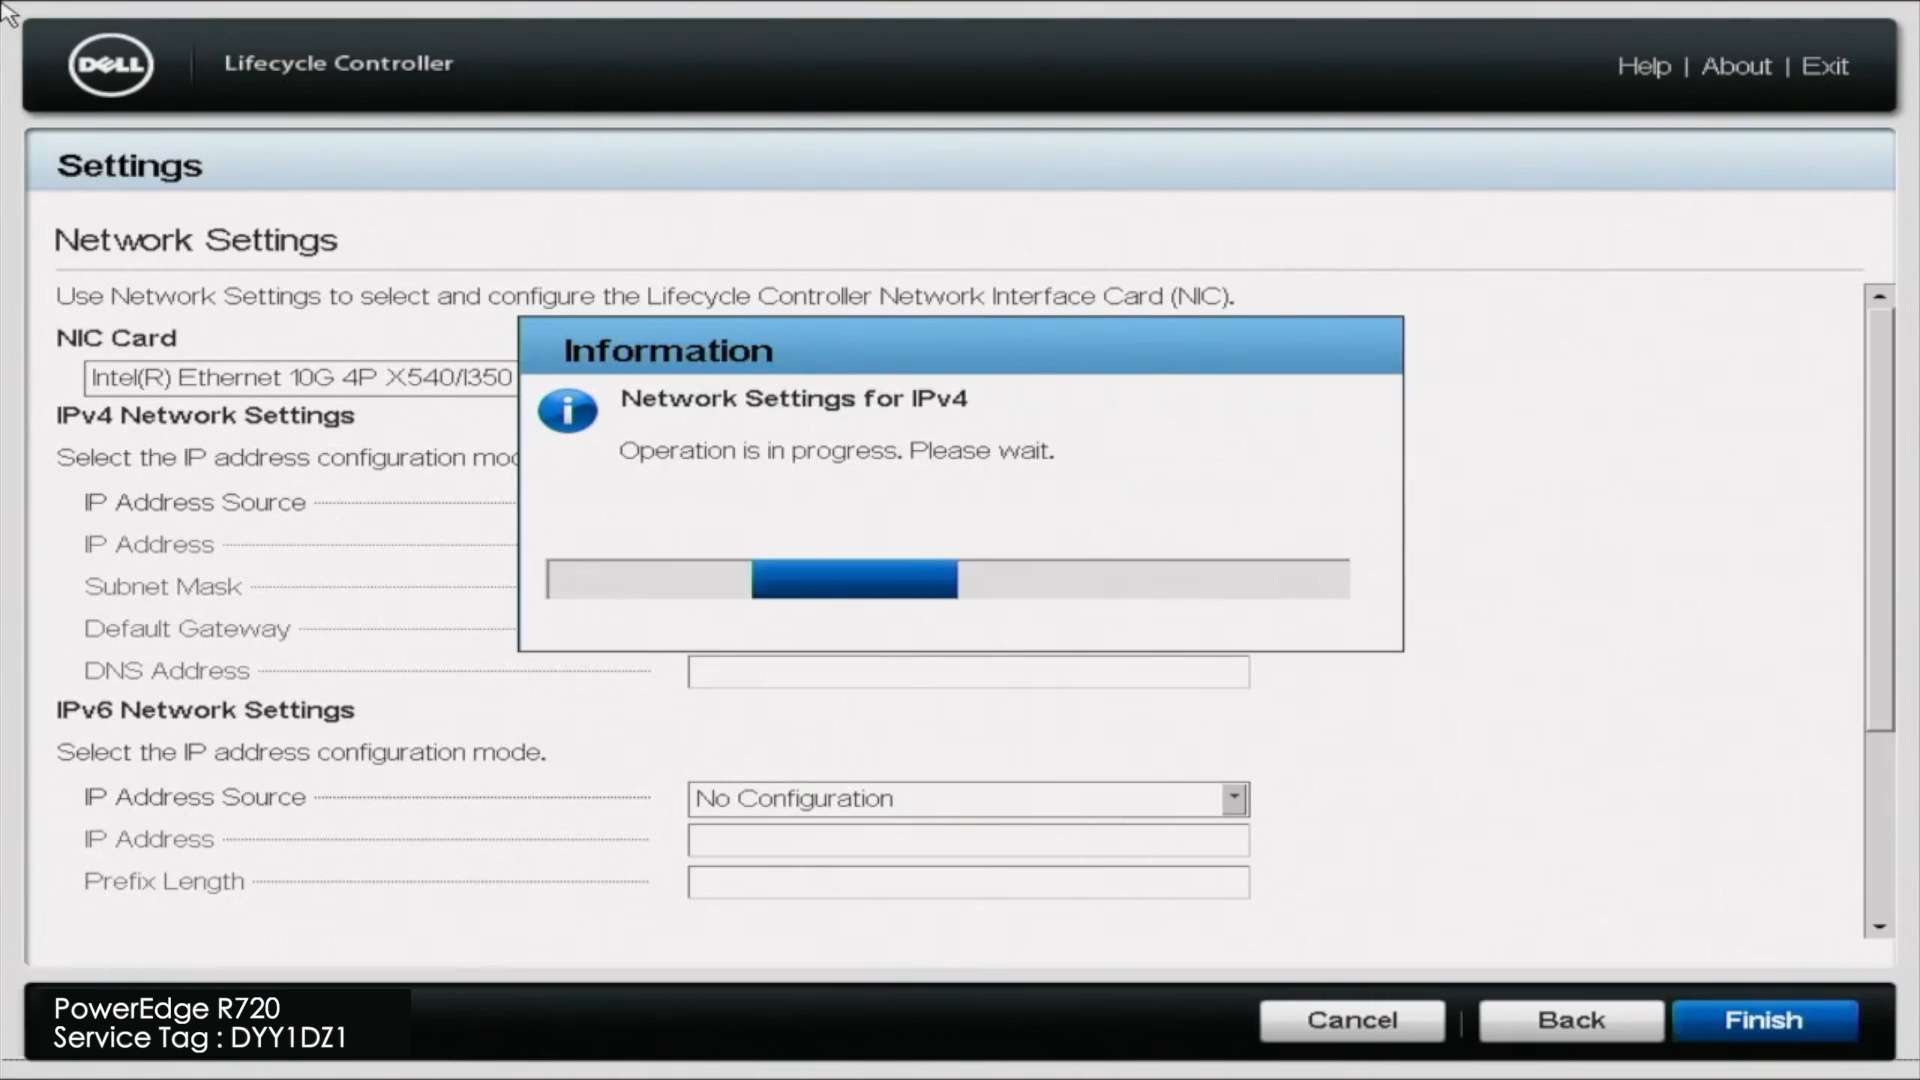 DELL
Lifecycle Controller
Help | About | Exit
Settings
Network Settings
Use Network Settings to select and configure the Lifecycle Controller Network Interface Card (NIC).
NIC Card
Intel(R) Ethernet 10G 4P X540/I350
Information
Network Settings for IPv4
Operation is in progress. Please wait.
IPv4 Network Settings
Select the IP address configuration
IP Address Source
IP Address
Subnet Mask
Default Gateway
DNS Address
IPv6 Network Settings
Select the IP address configuration mode.
IP Address Source
No Configuration
IP Address
Prefix Length
PowerEdge R720
Service Tag : DYY1DZ1
Cancel | Back Finish